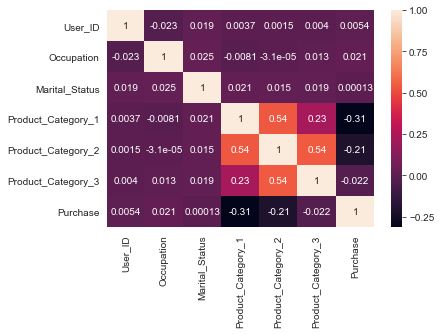 User_ID 1 -0.023 0.019 0.0037 0.0015 0.004 0.0054
Occupation -0.023 1 0.025 -0.0081 -3.1e-05 0.013 0.021
Marital_Status 0.019 0.025 1 0.021 0.015 0.019 0.00013
Product_Category_1 0.0037 -0.0081 0.021 1 0.54 0.23 -0.31
Product_Category_2 0.0015 -3.1e-05 0.015 0.54 1 0.54 -0.21
Product_Category_3 0.004 0.013 0.019 0.23 0.54 1 -0.022
Purchase 0.0054 0.021 0.00013 -0.31 -0.21 -0.022 1
User_ID
Occupation
Marital_Status
Product_Category_1
Product_Category_2
Product_Category_3
Purchase
1.00
0.75
0.50
0.25
0.00
-0.25